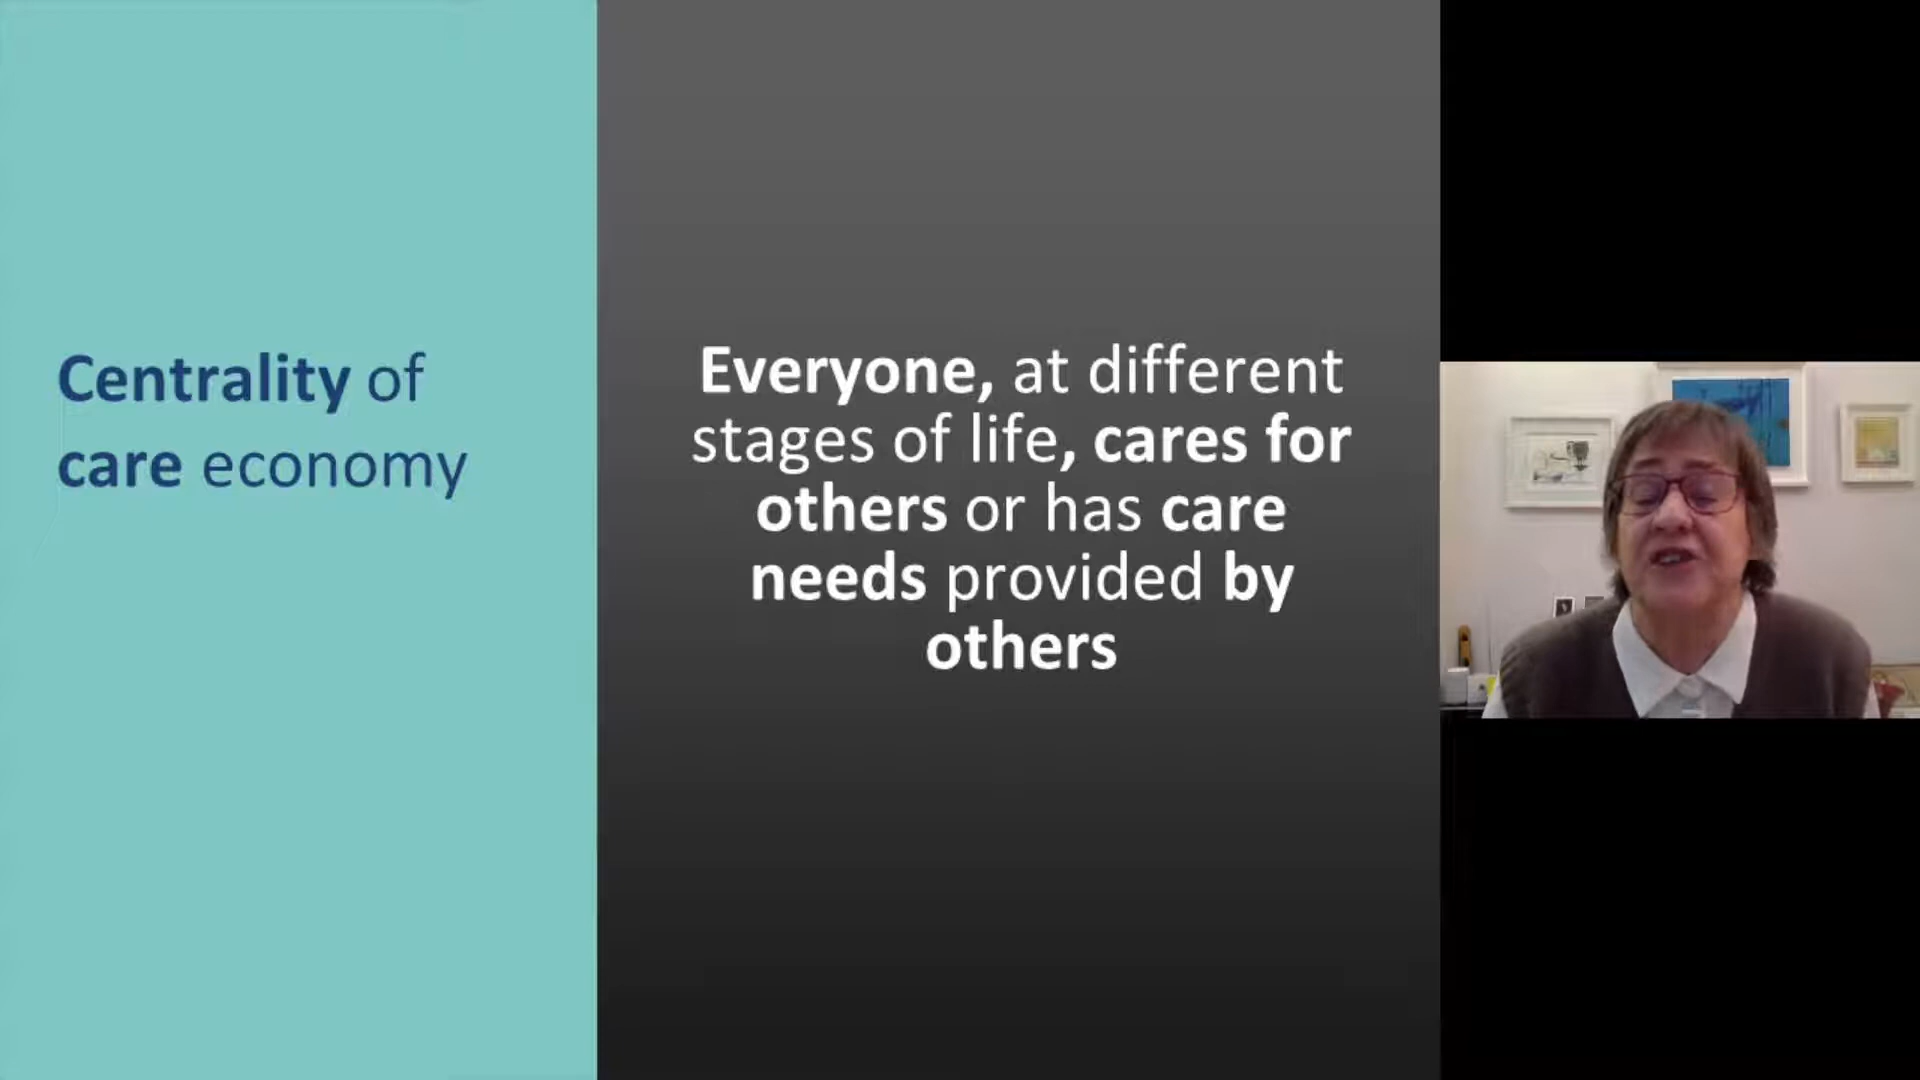 Centrality of
care economy
Everyone, at different
stages of life, cares for
others or has care
needs provided by
others